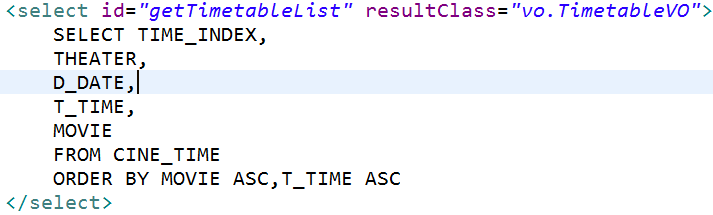 <select id="getTimetableList" resultClass="vo.TimetableVO">
SELECT TIME_INDEX,
THEATER,
D_DATE,
T_TIME,
MOVIE
FROM CINE_TIME
ORDER BY MOVIE ASC,T_TIME ASC
</select>